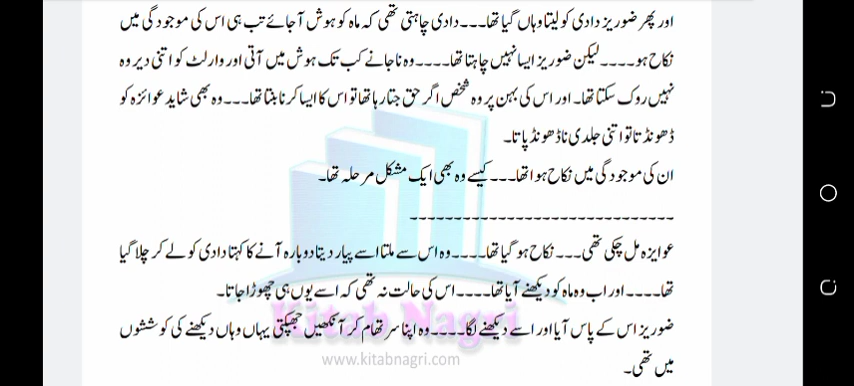 اور پھر ضوریز دادی کو لیتا وہاں گیا تھا۔۔۔ دادی چاہتی تھی کہ ماہ کو ہوش آ جائے تب ہی اس کی موجودگی میں
نکاح ہو۔۔۔۔ لیکن ضوریز ایسا نہیں چاہتا تھا۔۔۔۔ وہ نا جانے کب تک ہوش میں آتی اور وارلٹ کو اتنی دیر وہ
نہیں روک سکتا تھا۔ اور اس کی بہن پر وہ شخص اگر حق جتا رہا تھا تو اس کا ایسا کرنا بنتا تھا۔۔۔ وہ بھی شاید عوائزہ کو
ڈھونڈتا تو اتنی جلدی نا ڈھونڈ پاتا۔
ان کی موجودگی میں نکاح ہوا تھا۔۔۔ کیسے وہ بھی ایک مشکل مرحلہ تھا۔
------------------------------
عوایزہ مل چکی تھی۔۔۔ نکاح ہو گیا تھا۔۔۔۔ وہ اس سے ملتا اسے پیار دیتا دوبارہ آنے کا کہتا دادی کو لے کر چلا گیا
تھا۔۔۔۔ اور اب وہ ماہ کو دیکھنے آیا تھا۔۔۔۔ اس کی حالت نہ تھی کہ اسے یوں ہی چھوڑا جاتا۔
ضوریز اس کے پاس آیا اور اسے دیکھنے لگا۔۔۔۔ وہ اپنا سر تھام کر آنکھیں جھپکتی یہاں وہاں دیکھنے کی کوششوں
میں تھی۔
Kitab Nagri
www.kitabnagri.com